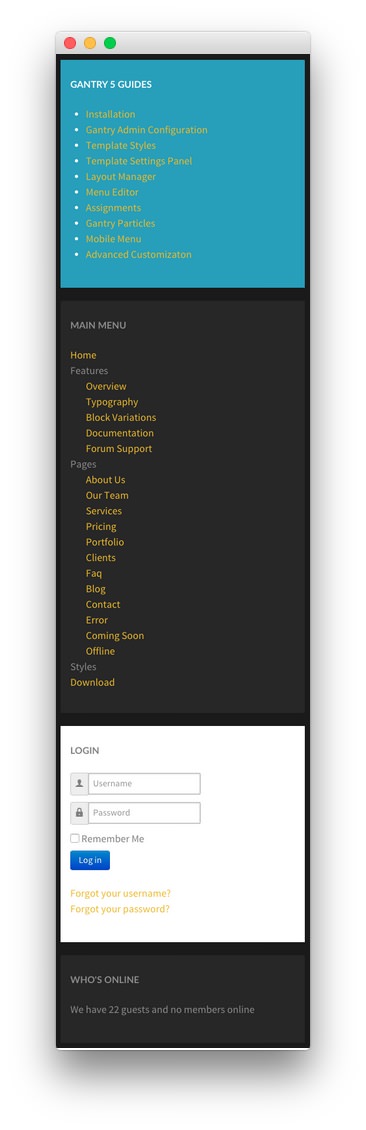 GANTRY 5 GUIDES
Installation
Gantry Admin Configuration
Template Styles
Template Settings Panel
Layout Manager
Menu Editor
Assignments
Gantry Particles
Mobile Menu
Advanced Customizaton
MAIN MENU
Home
Features
Overview
Typography
Block Variations
Documentation
Forum Support
Pages
About Us
Our Team
Services
Pricing
Portfolio
Clients
Faq
Blog
Contact
Error
Coming Soon
Offline
Styles
Download
LOGIN
Username
Password
Remember Me
Log in
Forgot your username?
Forgot your password?
WHO'S ONLINE
We have 22 guests and no members online